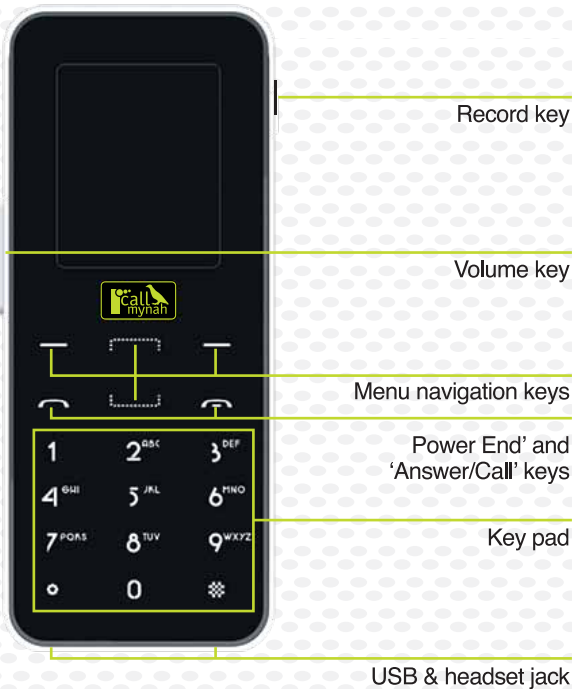 Record key
Volume key
call
mynah
Menu navigation keys
Power End' and
'Answer/Call' keys
1 2ABC 3DEF
4GHI 5JKL 6MNO
7PQRS 8TUV 9WXYZ
0
Key pad
USB & headset jack